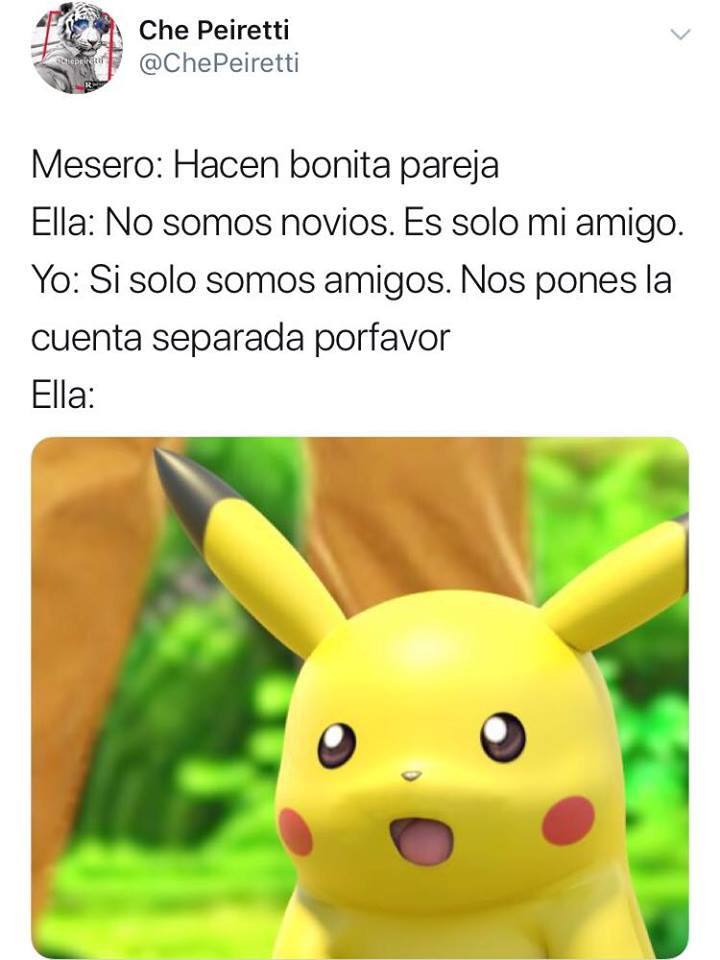 Che Peiretti
@ChePeiretti
Mesero: Hacen bonita pareja
Ella: No somos novios. Es solo mi amigo.
Yo: Si solo somos amigos. Nos pones la
cuenta separada porfavor
Ella: